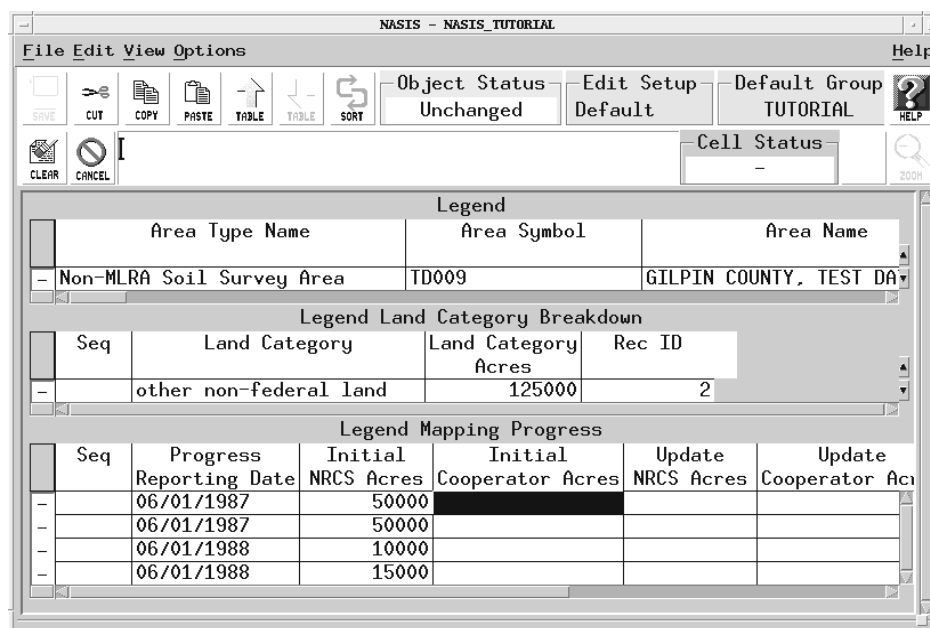 NASIS - NASIS_TUTORIAL
File Edit View Options Help
SAVE CUT COPY PASTE TABLE TABLE SORT
Object Status Edit Setup Default Group
Unchanged Default TUTORIAL HELP
CLEAR CANCEL Cell Status - ZOOM
Legend
Area Type Name Area Symbol Area Name
- Non-MLRA Soil Survey Area TD009 GILPIN COUNTY, TEST DA
Legend Land Category Breakdown
Seq Land Category Land Category Rec ID
Acres
- other non-federal land 125000 2
Legend Mapping Progress
Seq Progress Initial Initial Update Update
Reporting Date NRCS Acres Cooperator Acres NRCS Acres Cooperator Acr
- 06/01/1987 50000
- 06/01/1987 50000
- 06/01/1988 10000
- 06/01/1988 15000